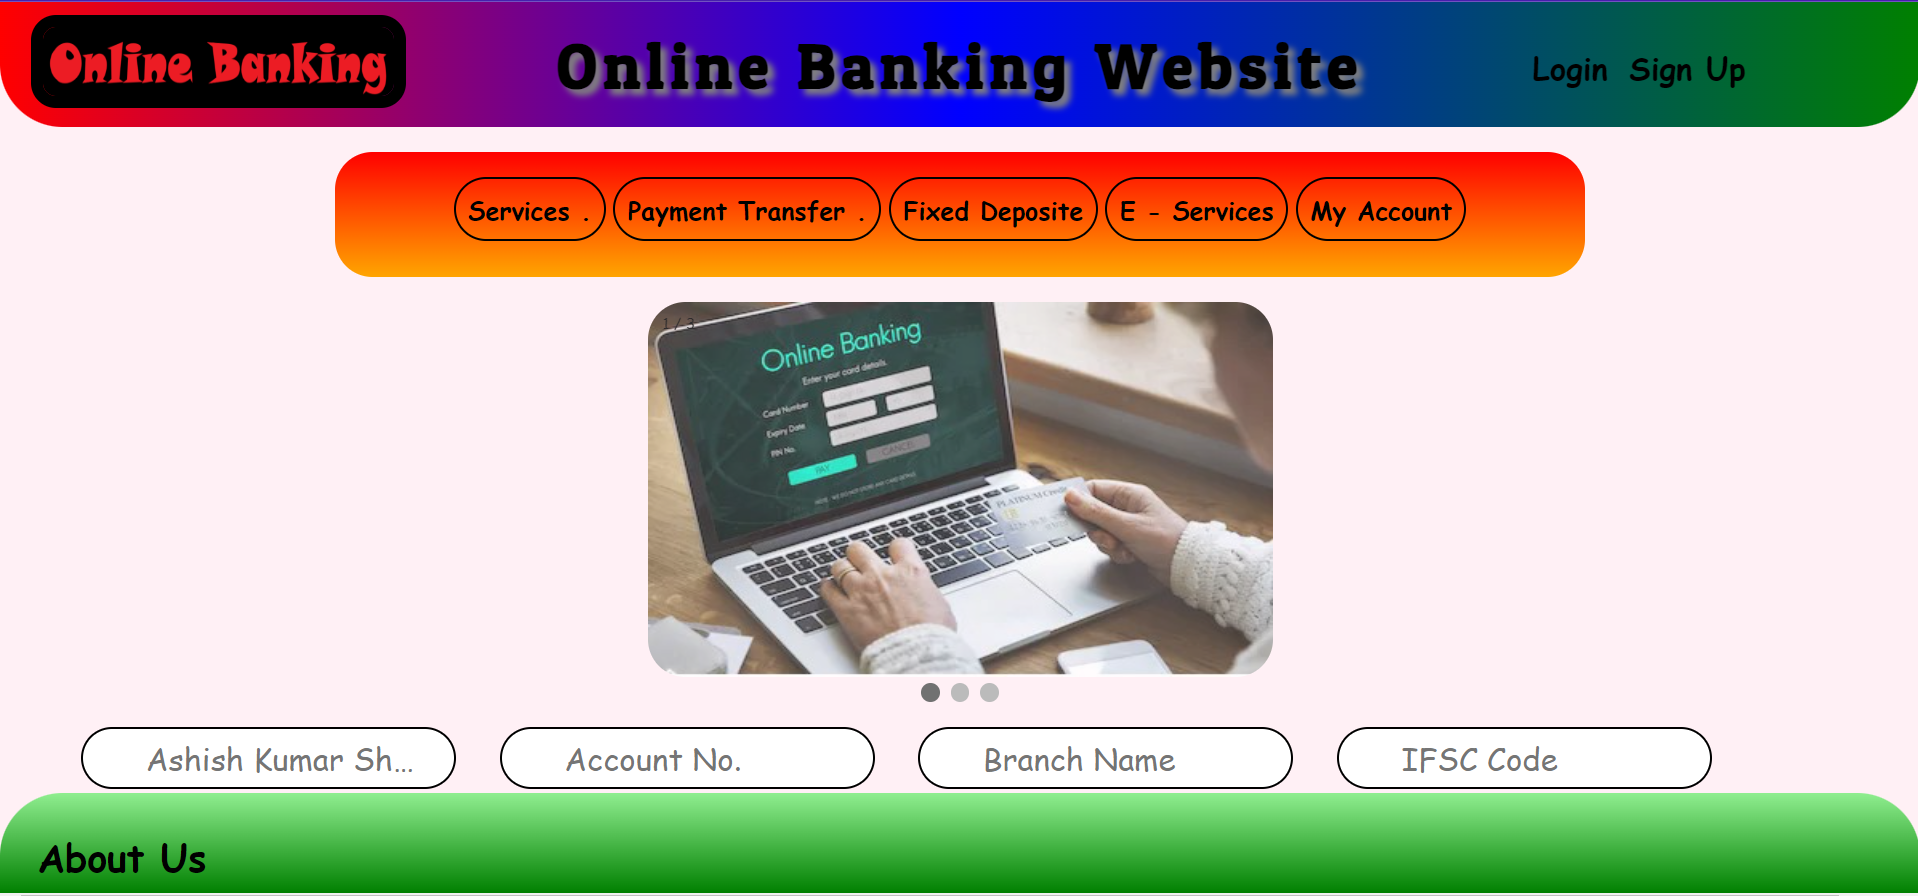 Online Banking
Online Banking Website
Login Sign Up
Services .
Payment Transfer .
Fixed Deposite
E - Services
My Account
1 / 3
Online Banking
Enter your card details.
Card Number
Expiry Date
PIN No.
PAY
CANCEL
PLATINUM
Ashish Kumar Sh...
Account No.
Branch Name
IFSC Code
About Us